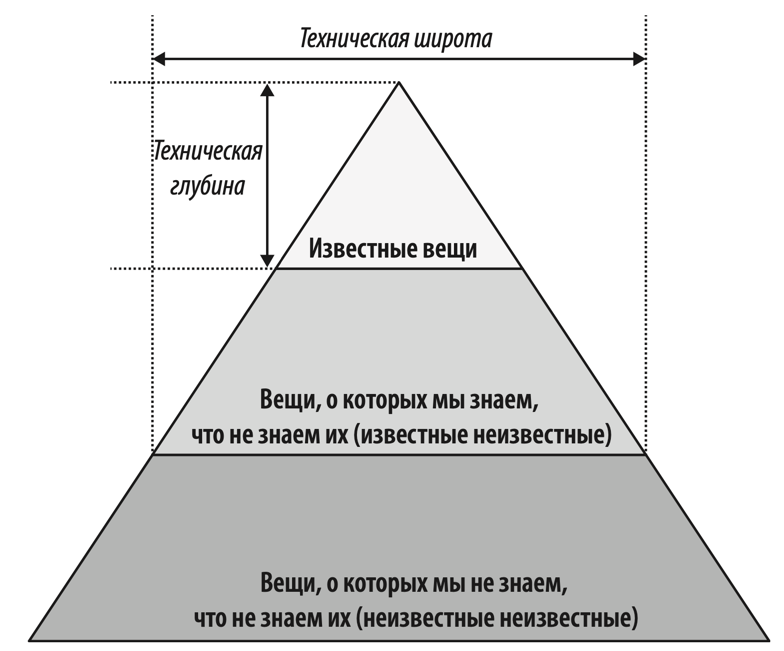 Техническая широта
Техническая
глубина
Известные вещи
Вещи, о которых мы знаем,
что не знаем их (известные неизвестные)
Вещи, о которых мы не знаем,
что не знаем их (неизвестные неизвестные)